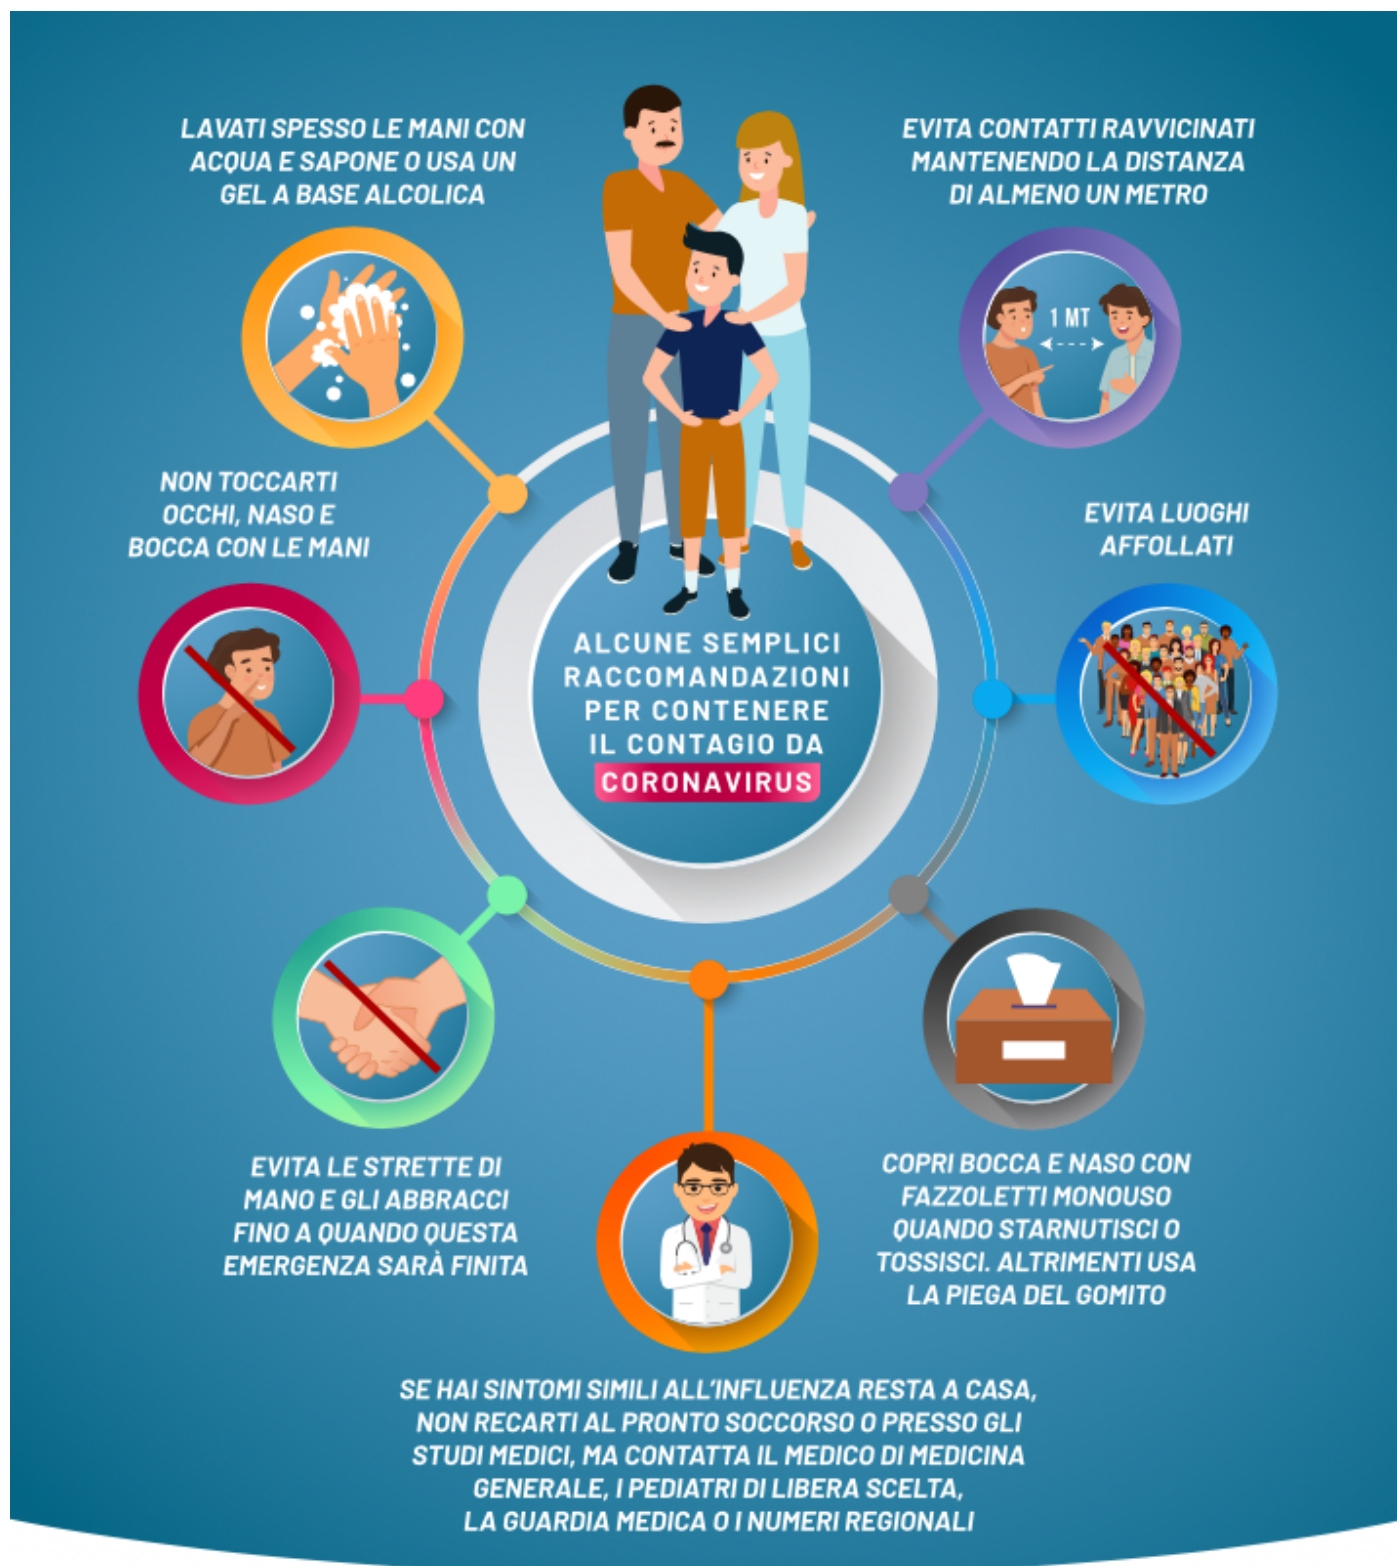 LAVATI SPESSO LE MANI CON
ACQUA E SAPONE O USA UN
GEL A BASE ALCOLICA
EVITA CONTATTI RAVVICINATI
MANTENENDO LA DISTANZA
DI ALMENO UN METRO
1 MT
NON TOCCARTI
OCCHI, NASO E
BOCCA CON LE MANI
EVITA LUOGHI
AFFOLLATI
ALCUNE SEMPLICI
RACCOMANDAZIONI
PER CONTENERE
IL CONTAGIO DA
CORONAVIRUS
EVITA LE STRETTE DI
MANO E GLI ABBRACCI
FINO A QUANDO QUESTA
EMERGENZA SARÀ FINITA
COPRI BOCCA E NASO CON
FAZZOLETTI MONOUSO
QUANDO STARNUTISCI O
TOSSISCI. ALTRIMENTI USA
LA PIEGA DEL GOMITO
SE HAI SINTOMI SIMILI ALL'INFLUENZA RESTA A CASA,
NON RECARTI AL PRONTO SOCCORSO O PRESSO GLI
STUDI MEDICI, MA CONTATTA IL MEDICO DI MEDICINA
GENERALE, I PEDIATRI DI LIBERA SCELTA,
LA GUARDIA MEDICA O I NUMERI REGIONALI